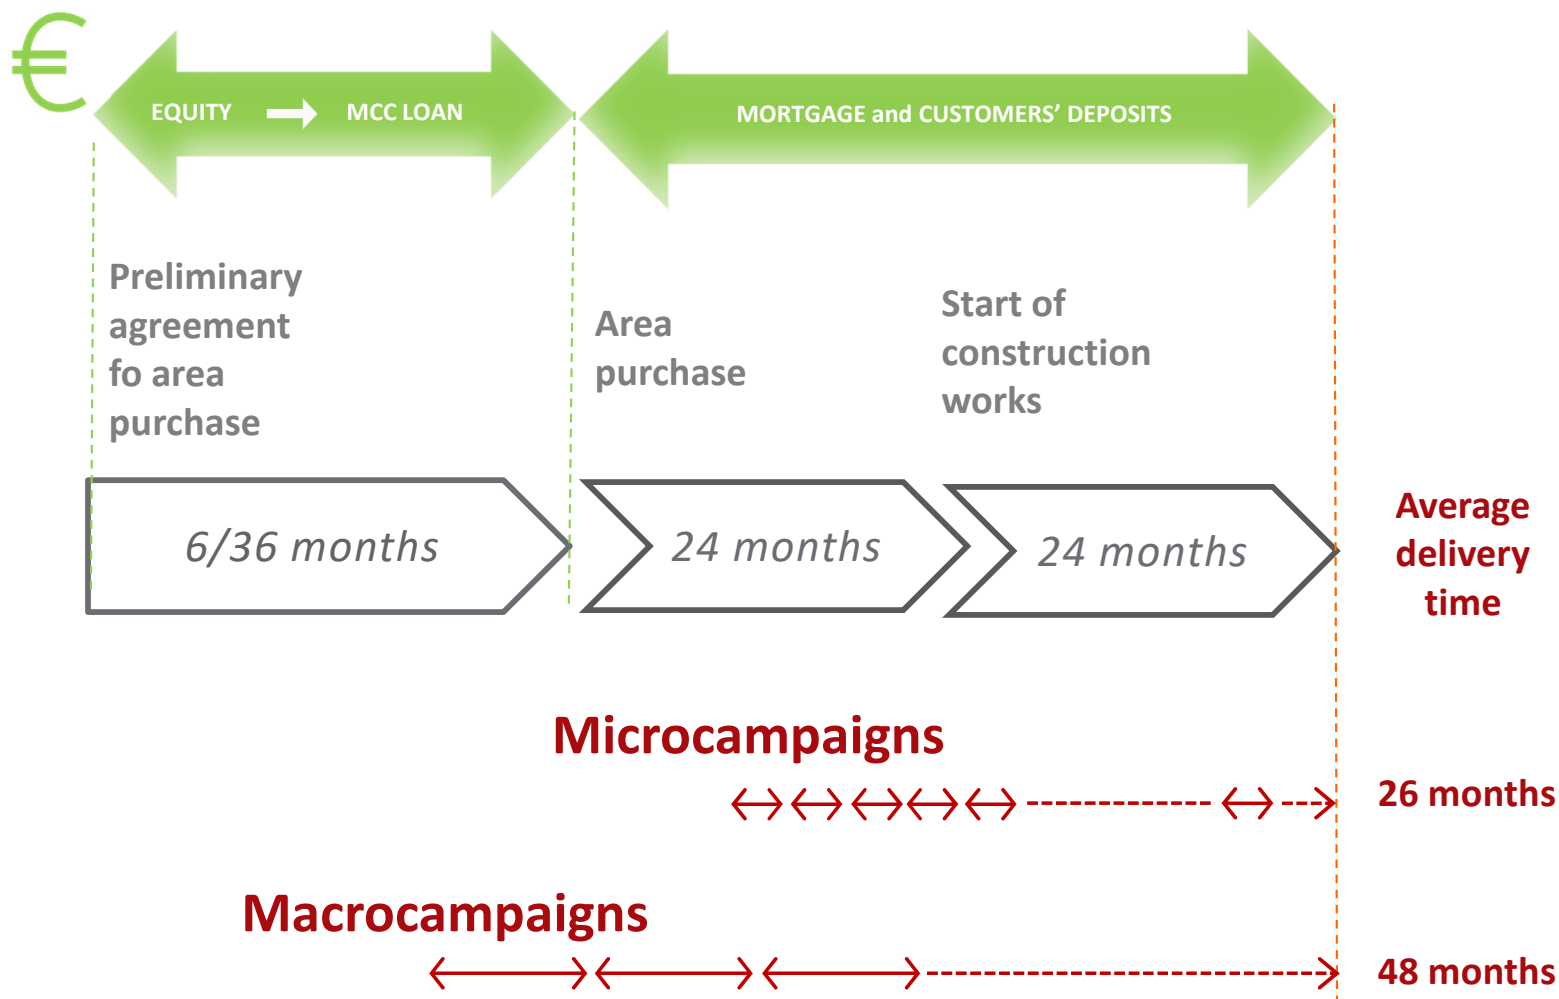 €
EQUITY MCC LOAN
MORTGAGE and CUSTOMERS’ DEPOSITS
Preliminary
agreement
fo area
purchase
Area
purchase
Start of
construction
works
6/36 months
24 months
24 months
Average
delivery
time
Microcampaigns
26 months
Macrocampaigns
48 months